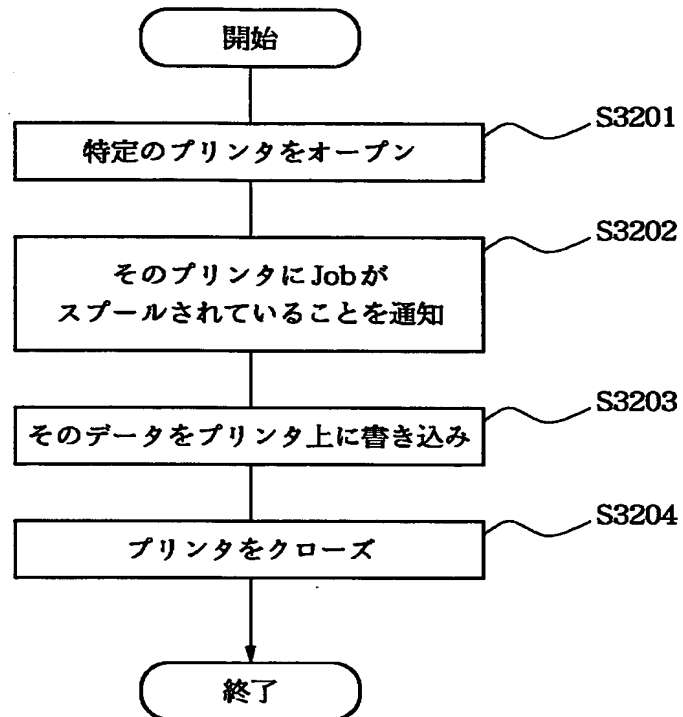 開始
S3201
特定のプリンタをオープン
S3202
そのプリンタにJobが
スプールされていることを通知
S3203
そのデータをプリンタ上に書き込み
S3204
プリンタをクローズ
終了